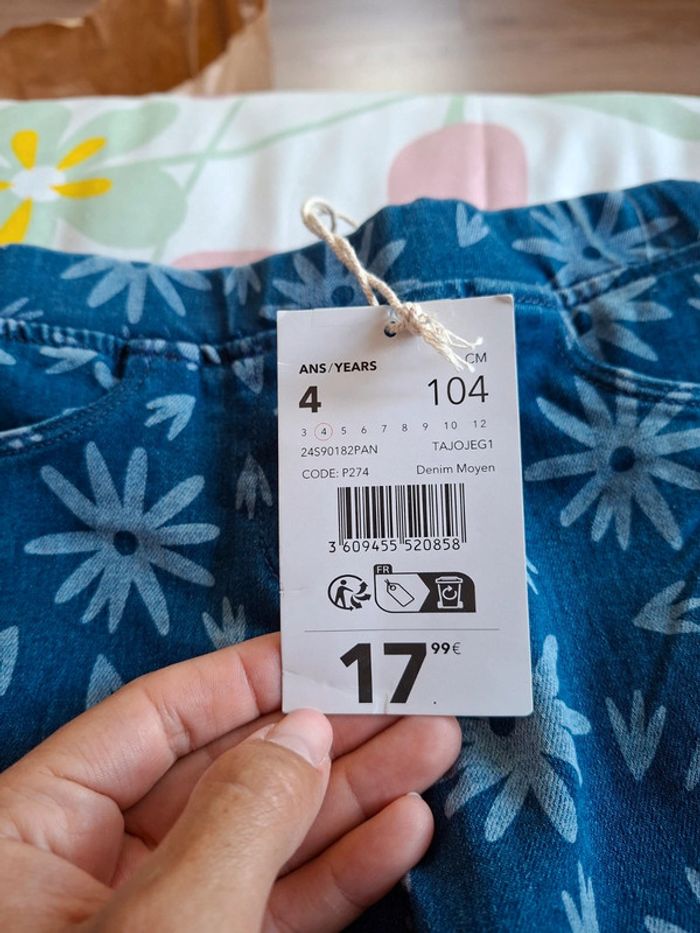 ANS/YEARS
CM
4
104
3 4 5 6 7 8 9 10 12
24S90182PAN
TAJOJEG1
CODE: P274
Denim Moyen
3 609455 520858
FR
17 99€